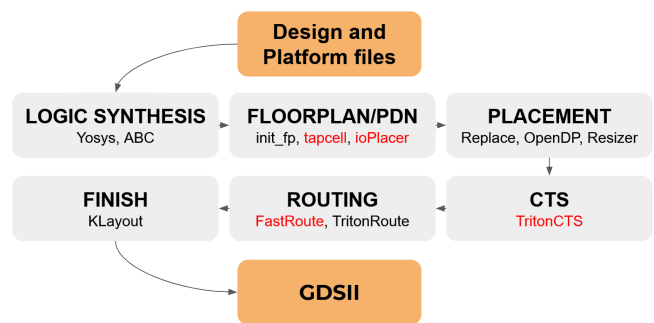 Design and
Platform files
LOGIC SYNTHESIS
Yosys, ABC
FLOORPLAN/PDN
init_fp, tapcell, ioPlacer
PLACEMENT
Replace, OpenDP, Resizer
FINISH
KLayout
ROUTING
FastRoute, TritonRoute
CTS
TritonCTS
GDSII